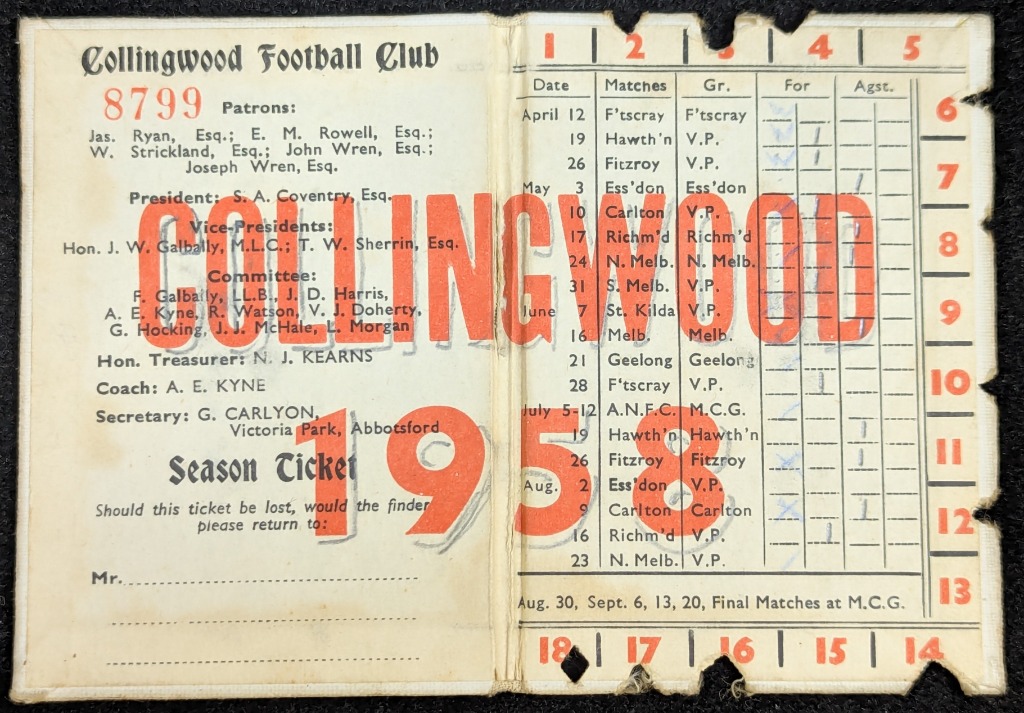 Collingwood Football Club
8799 Patrons:
Jas. Ryan, Esq.; E. M. Rowell, Esq.;
W. Strickland, Esq.; John Wren, Esq.;
Joseph Wren, Esq.
President: S. A. Coventry, Esq.
Vice-Presidents:
Hon. J. W. Galbally, M.L.C.; T. W. Sherrin, Esq.
Committee:
F. Galbally, LL.B., J. D. Harris,
A. E. Kyne, R. Watson, V. J. Doherty,
G. Hocking, J. J. McHale, L. Morgan
Hon. Treasurer: N. J. KEARNS
Coach: A. E. KYNE
Secretary: G. CARLYON,
Victoria Park, Abbotsford
Season Ticket
Should this ticket be lost, would the finder
please return to:
Mr.
COLLINGWOOD
1958
1 2 3 4 5
Date Matches Gr. For Agst.
April 12 F'tscray F'tscray
19 Hawth'n V.P.
26 Fitzroy V.P.
May 3 Ess'don Ess'don
10 Carlton V.P.
17 Richm'd Richm'd
24 N. Melb. N. Melb.
31 S. Melb. V.P.
June 7 St. Kilda V.P.
16 Melb. Melb.
21 Geelong Geelong
28 F'tscray V.P.
July 5-12 A.N.F.C. M.C.G.
19 Hawth'n Hawth'n
26 Fitzroy Fitzroy
Aug. 2 Ess'don V.P.
9 Carlton Carlton
16 Richm'd V.P.
23 N. Melb. V.P.
Aug. 30, Sept. 6, 13, 20, Final Matches at M.C.G.
6
7
8
9
10
11
12
13
18 17 16 15 14